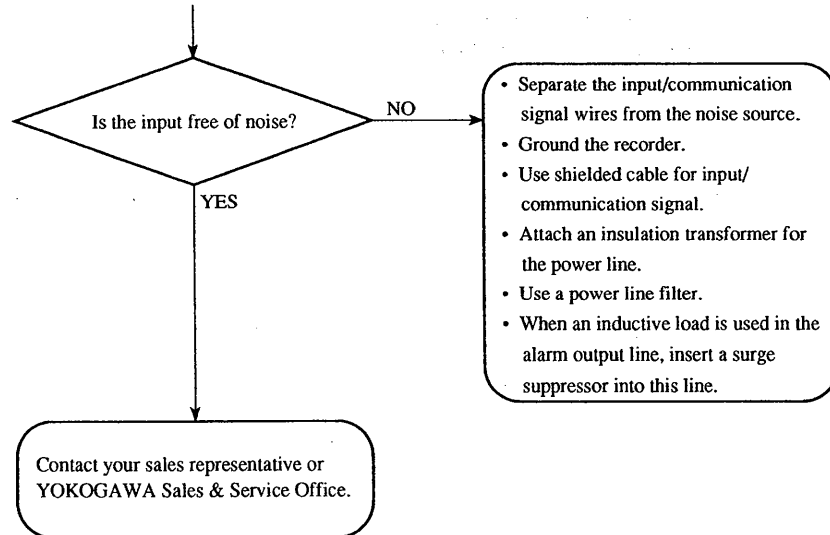 Is the input free of noise?
NO
YES
• Separate the input/communication
signal wires from the noise source.
• Ground the recorder.
• Use shielded cable for input/
communication signal.
• Attach an insulation transformer for
the power line.
• Use a power line filter.
• When an inductive load is used in the
alarm output line, insert a surge
suppressor into this line.
Contact your sales representative or
YOKOGAWA Sales & Service Office.